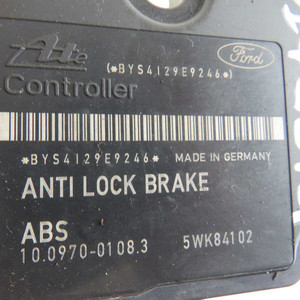 Ate
(*BYS4129E9246*)
Ford
Controller
*BYS4129E9246*
MADE IN GERMANY
ANTI LOCK BRAKE
ABS
10.0970-0108.3 5WK84102